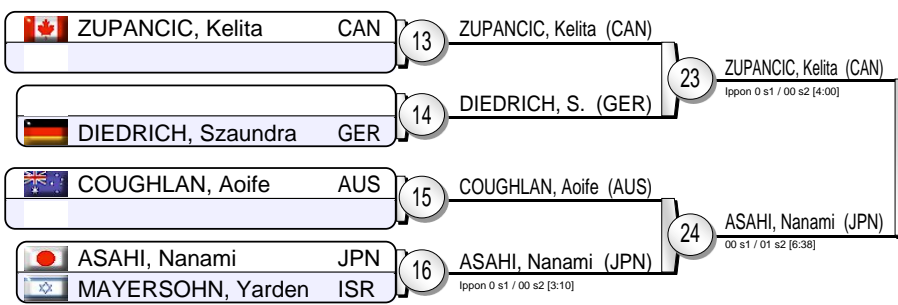 ZUPANCIC, Kelita CAN
13
ZUPANCIC, Kelita (CAN)
23
ZUPANCIC, Kelita (CAN)
Ippon 0 s1 / 00 s2 [4:00]
14
DIEDRICH, S. (GER)
DIEDRICH, Szaundra GER
COUGHLAN, Aoife AUS
15
COUGHLAN, Aoife (AUS)
24
ASAHI, Nanami (JPN)
00 s1 / 01 s2 [6:38]
ASAHI, Nanami JPN
16
ASAHI, Nanami (JPN)
Ippon 0 s1 / 00 s2 [3:10]
MAYERSOHN, Yarden ISR